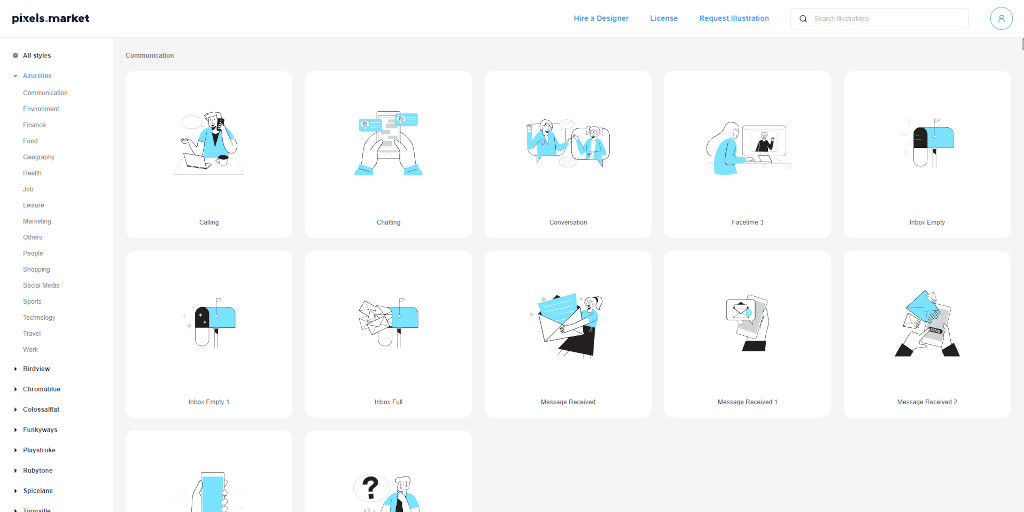 pixels.market
Hire a Designer
License
Request Illustration
Search Illustrations
All styles
Azureline
Communication
Environment
Finance
Food
Geography
Health
Job
Leisure
Marketing
Others
People
Shopping
Social Media
Sports
Technology
Travel
Work
Birdview
Chromablue
Colossalflat
Funkyways
Playstroke
Rubytone
Spicelane
Communication
Calling
Chatting
Conversation
Facetime 3
Inbox Empty
Inbox Empty 1
Inbox Full
Message Received
Message Received 1
Message Received 2
?